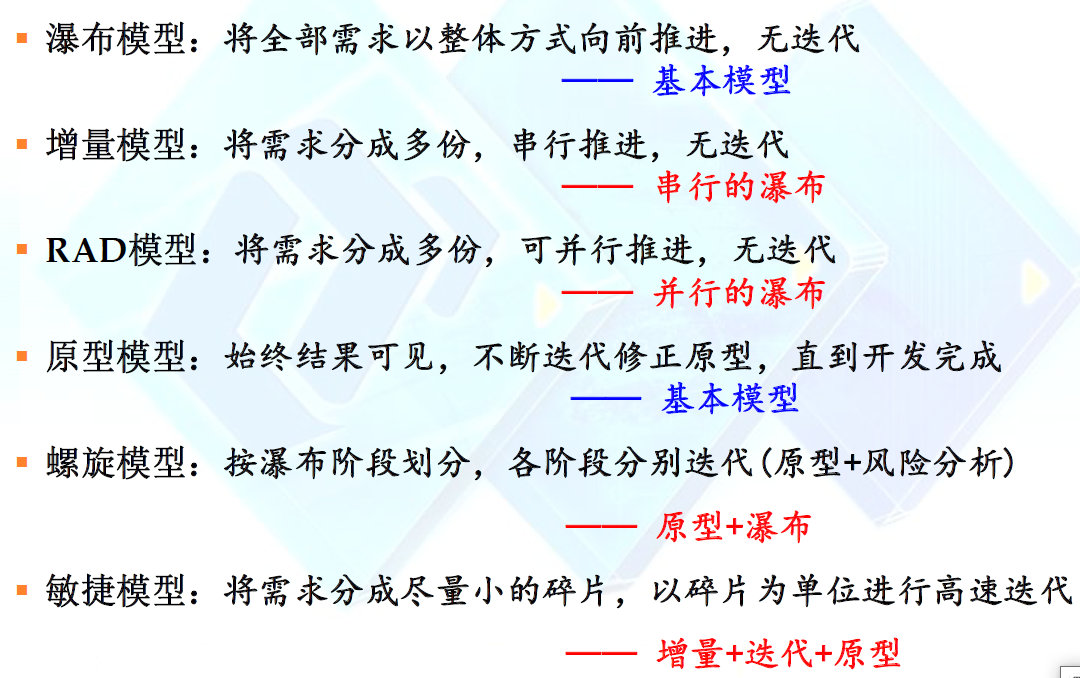 瀑布模型：将全部需求以整体方式向前推进，无迭代
—— 基本模型
增量模型：将需求分成多份，串行推进，无迭代
—— 串行的瀑布
RAD模型：将需求分成多份，可并行推进，无迭代
—— 并行的瀑布
原型模型：始终结果可见，不断迭代修正原型，直到开发完成
—— 基本模型
螺旋模型：按瀑布阶段划分，各阶段分别迭代(原型+风险分析)
—— 原型+瀑布
敏捷模型：将需求分成尽量小的碎片，以碎片为单位进行高速迭代
—— 增量+迭代+原型